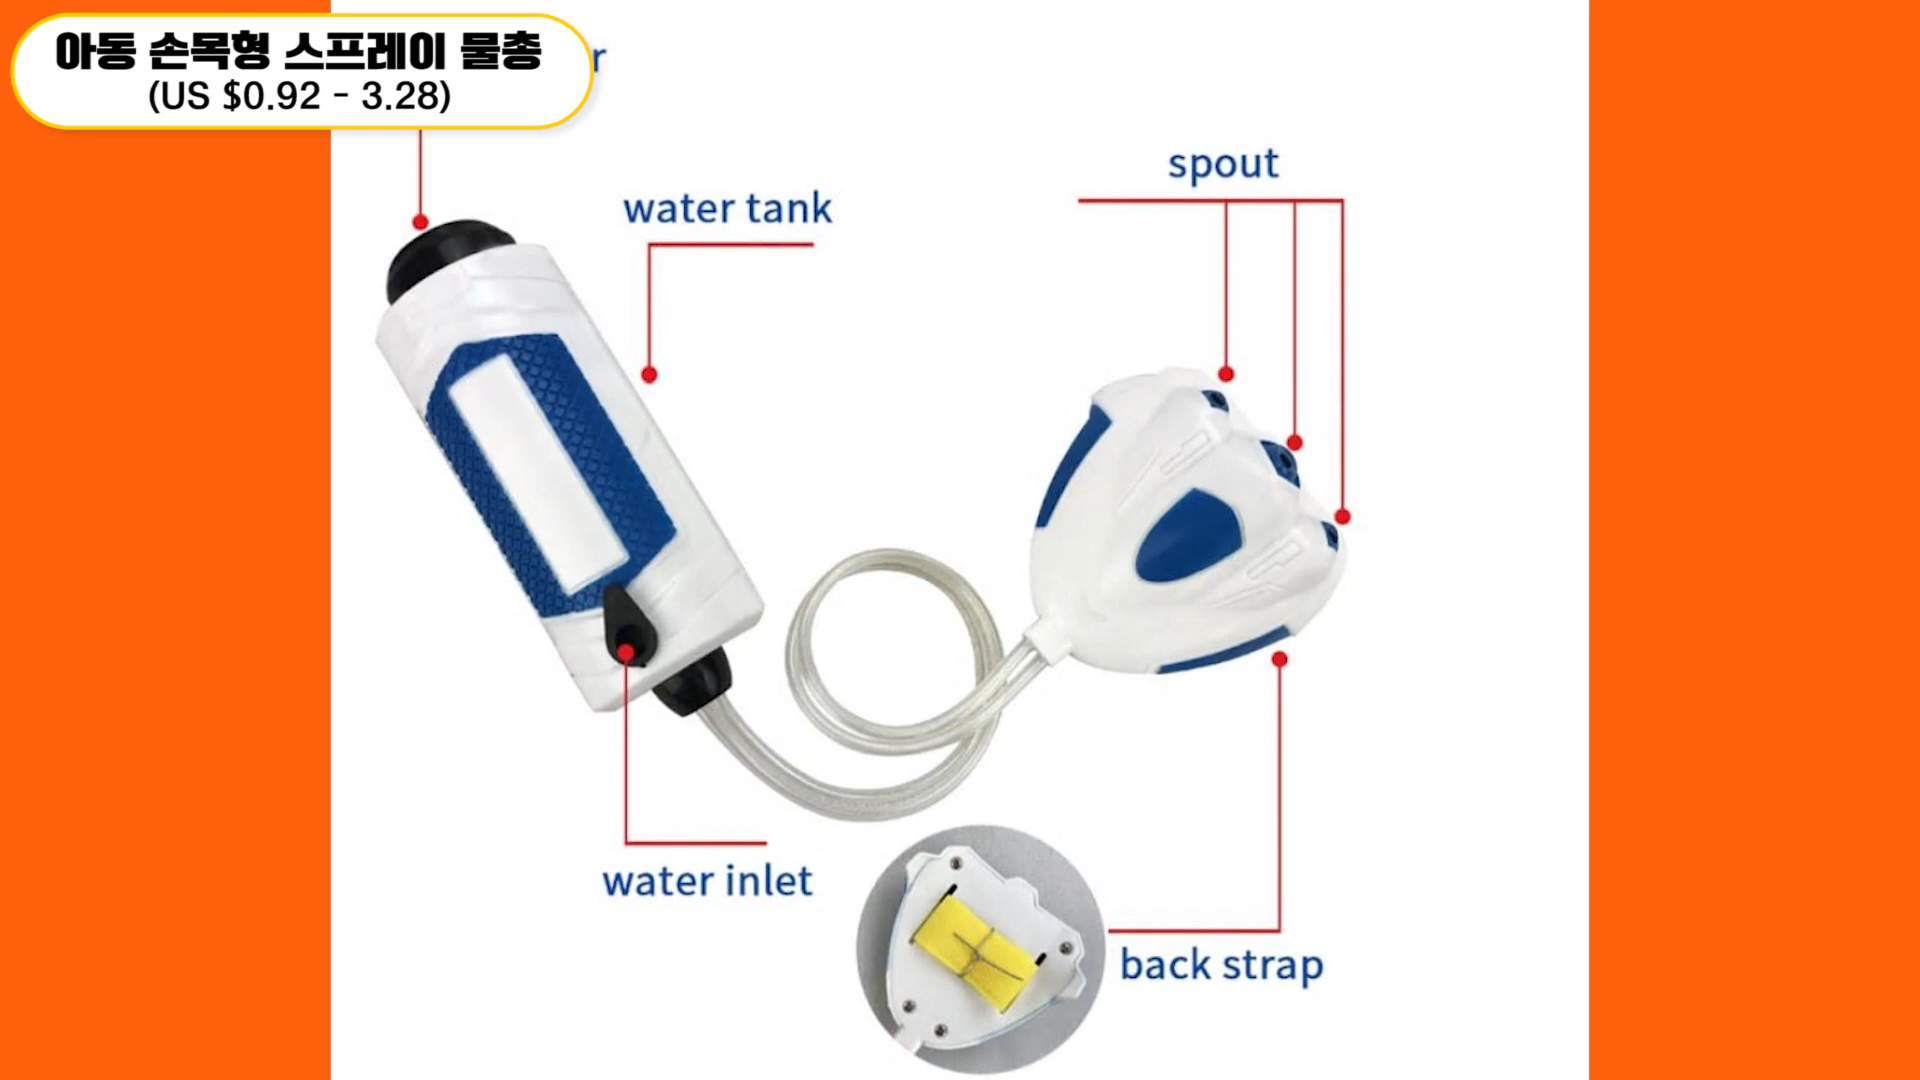 아동 손목형 스프레이 물총
(US $0.92 - 3.28)
spout
water tank
water inlet
back strap